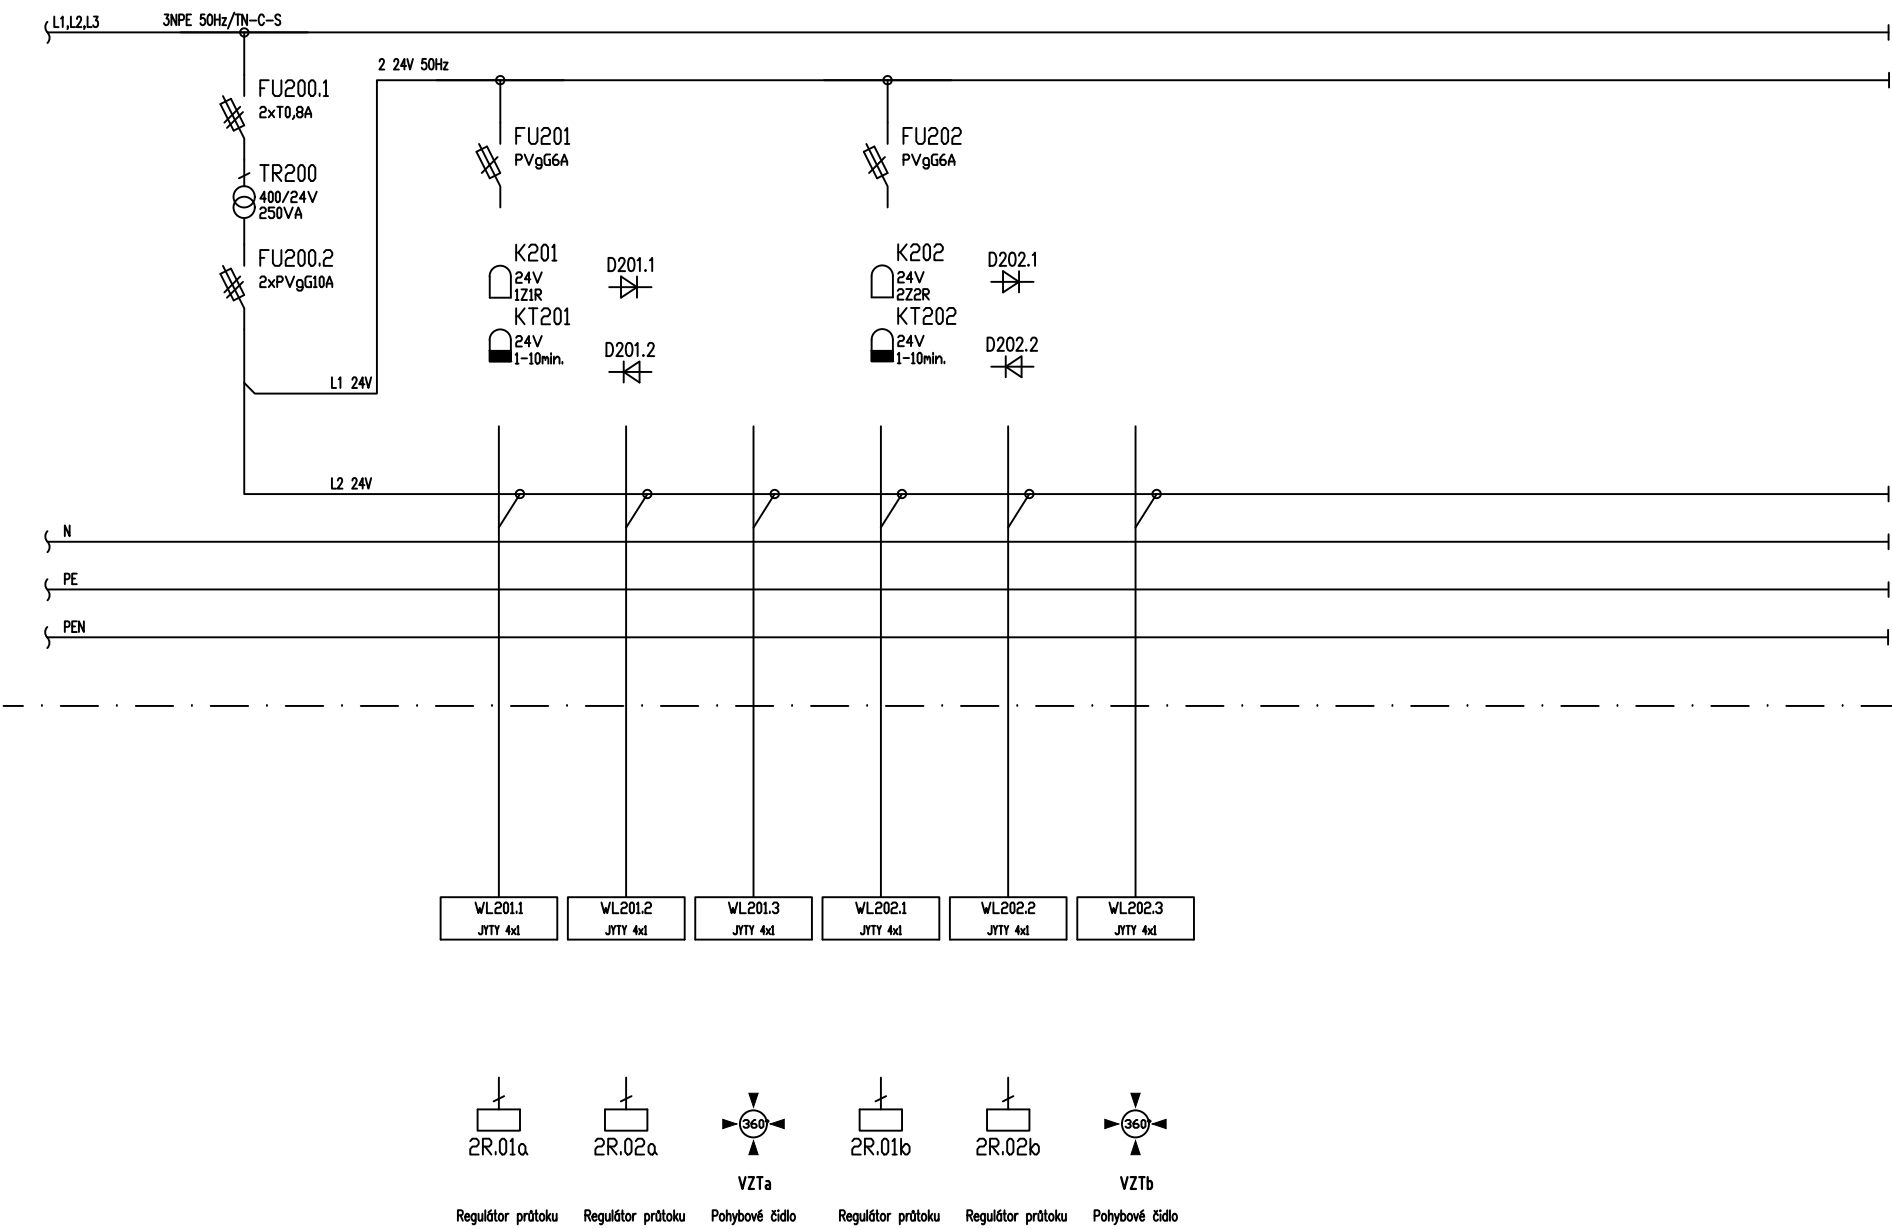 L1,L2,L3
3NPE 50Hz/TN-C-S
2 24V 50Hz
FU200.1
2xT0,8A
TR200
400/24V
250VA
FU200.2
2xPVgG10A
FU201
PVgG6A
FU202
PVgG6A
K201
24V
1Z1R
KT201
24V
1-10min.
D201.1
D201.2
K202
24V
2Z2R
KT202
24V
1-10min.
D202.1
D202.2
L1 24V
L2 24V
N
PE
PEN
WL201.1
JYTY 4x1
WL201.2
JYTY 4x1
WL201.3
JYTY 4x1
WL202.1
JYTY 4x1
WL202.2
JYTY 4x1
WL202.3
JYTY 4x1
2R.01a
2R.02a
360°
VZTa
2R.01b
2R.02b
360°
VZTb
Regulátor průtoku
Regulátor průtoku
Pohybové čidlo
Regulátor průtoku
Regulátor průtoku
Pohybové čidlo